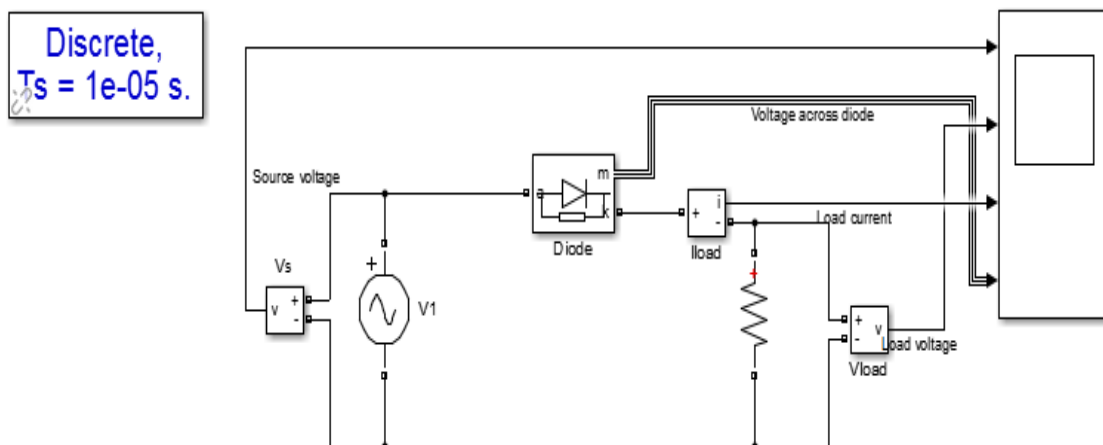 Discrete,
Ts = 1e-05 s.
Voltage across diode
Source voltage
m
a
k
i
+
-
Load current
Diode
Iload
Vs
+
v
+
-
V1
+
+
v
-
Load voltage
Vload